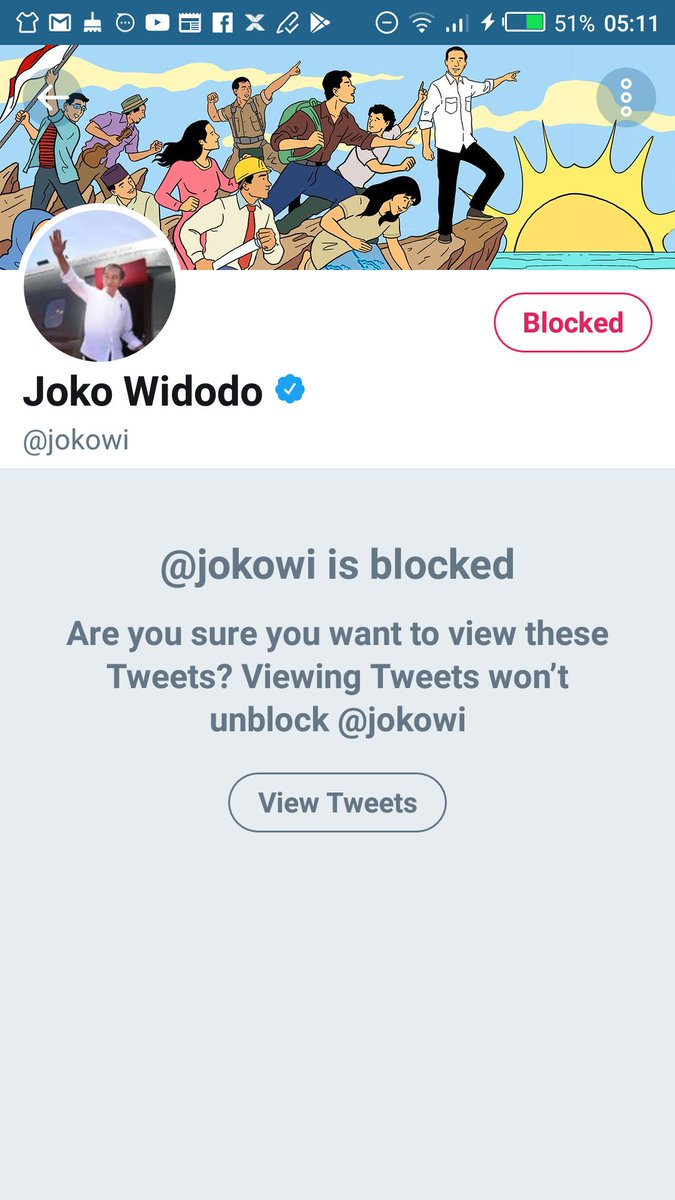 51% 05:11
Blocked
Joko Widodo
@jokowi
@jokowi is blocked
Are you sure you want to view these
Tweets? Viewing Tweets won’t
unblock @jokowi
View Tweets